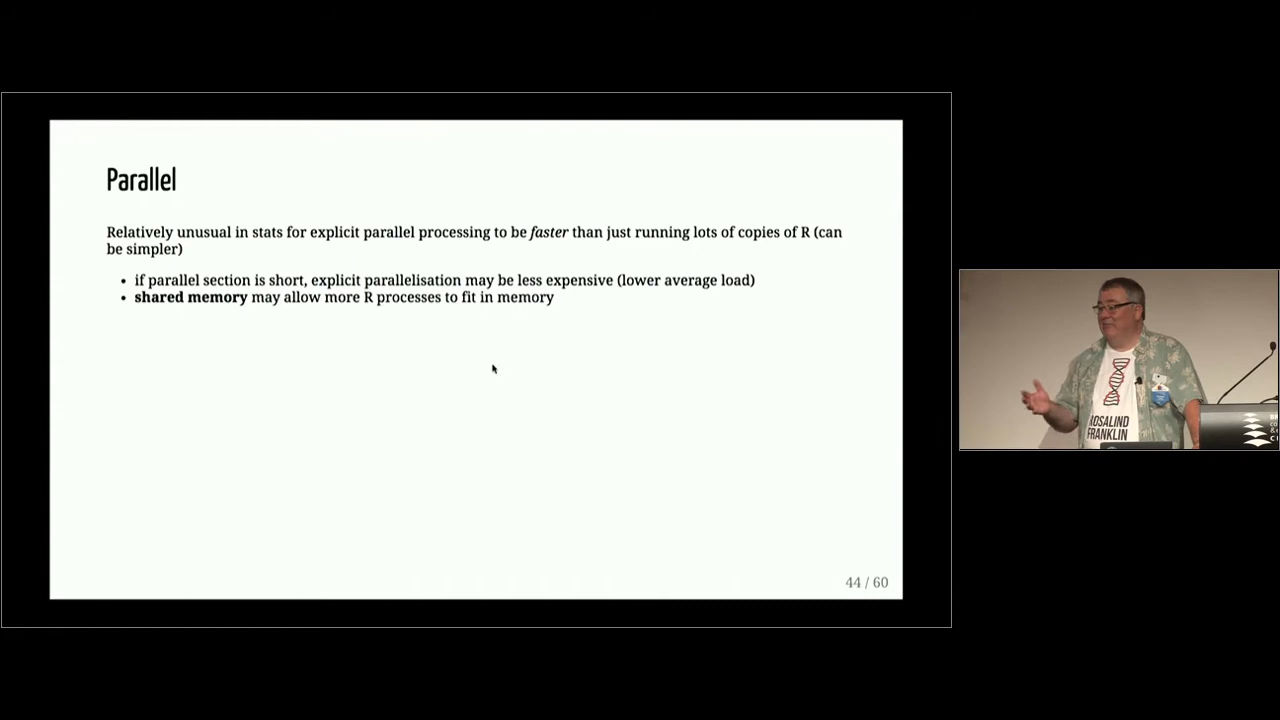 Parallel
Relatively unusual in stats for explicit parallel processing to be faster than just running lots of copies of R (can
be simpler)
• if parallel section is short, explicit parallelisation may be less expensive (lower average load)
• shared memory may allow more R processes to fit in memory
44 / 60
ROSALIND
FRANKLIN